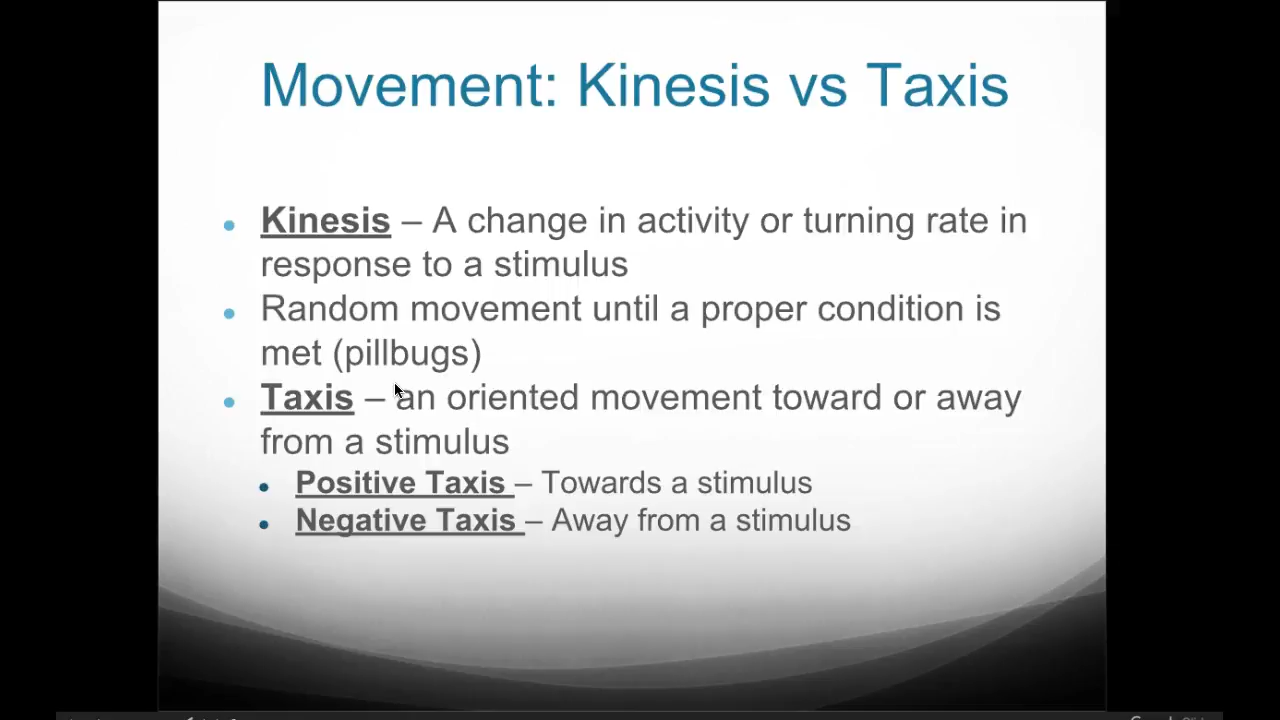 Movement: Kinesis vs Taxis
• Kinesis – A change in activity or turning rate in
response to a stimulus
• Random movement until a proper condition is
met (pillbugs)
• Taxis – an oriented movement toward or away
from a stimulus
• Positive Taxis – Towards a stimulus
• Negative Taxis – Away from a stimulus